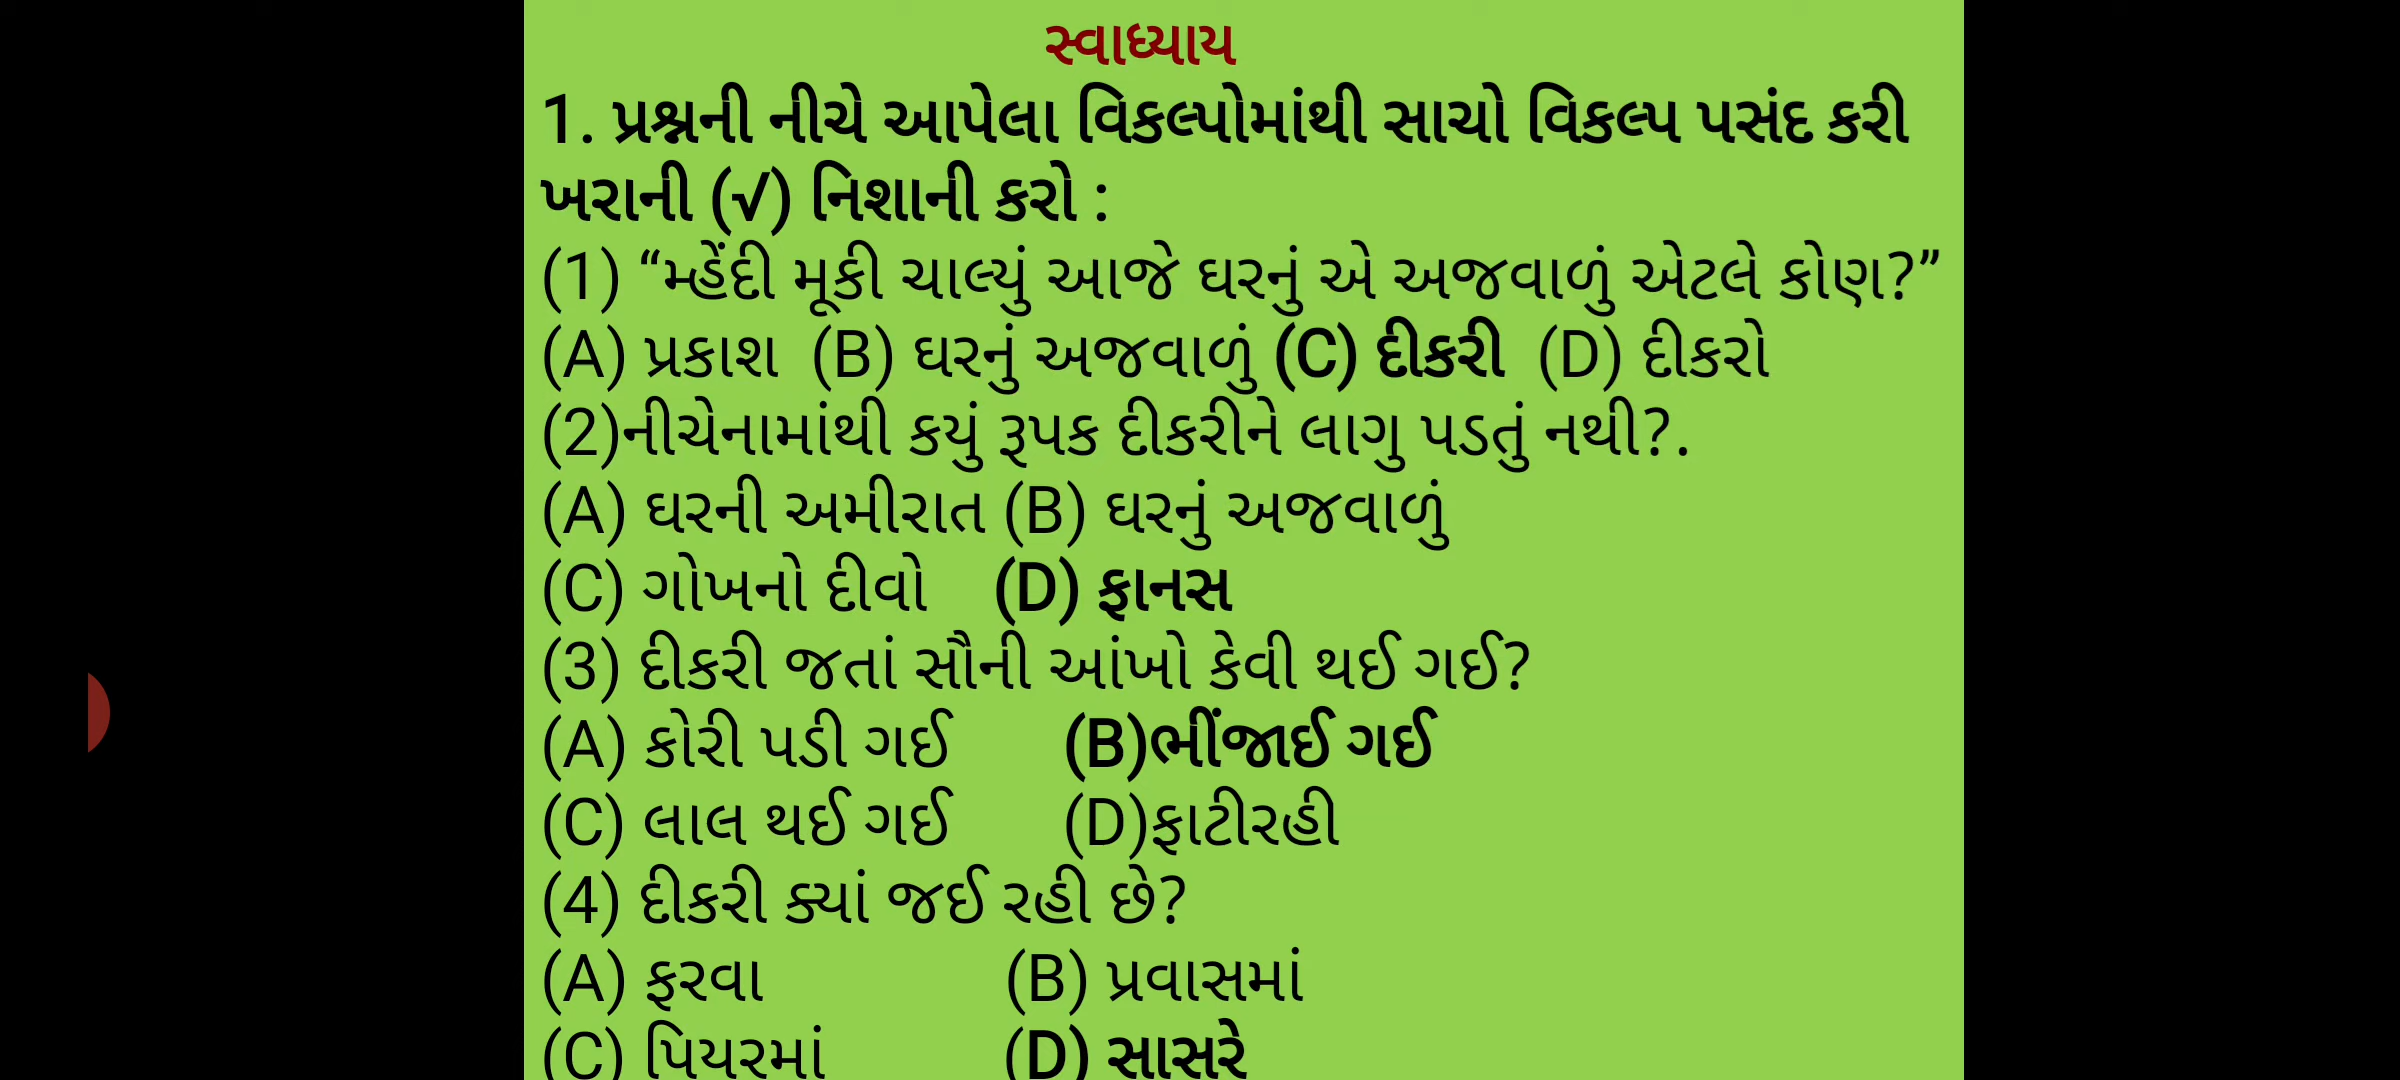 સ્વાધ્યાય
1. પ્રશ્નની નીચે આપેલા વિકલ્પોમાંથી સાચો વિકલ્પ પસંદ કરી
ખરાની (√) નિશાની કરો :
(1) “મ્હેંદી મૂકી ચાલ્યું આજે ઘરનું એ અજવાળું એટલે કોણ?”
(A) પ્રકાશ (B) ઘરનું અજવાળું (C) દીકરી (D) દીકરો
(2)નીચેનામાંથી કયું રૂપક દીકરીને લાગુ પડતું નથી?.
(A) ઘરની અમીરાત (B) ઘરનું અજવાળું
(C) ગોખનો દીવો (D) ફાનસ
(3) દીકરી જતાં સૌની આંખો કેવી થઈ ગઈ?
(A) કોરી પડી ગઈ (B)ભીંજાઈ ગઈ
(C) લાલ થઈ ગઈ (D)ફાટીરહી
(4) દીકરી ક્યાં જઈ રહી છે?
(A) ફરવા (B) પ્રવાસમાં
(C) પિયરમાં (D) સાસરે